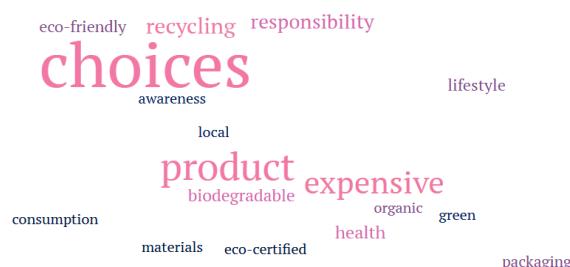 eco-friendly
recycling
responsibility
choices
lifestyle
awareness
local
product
expensive
biodegradable
organic
green
consumption
health
materials
eco-certified
packaging